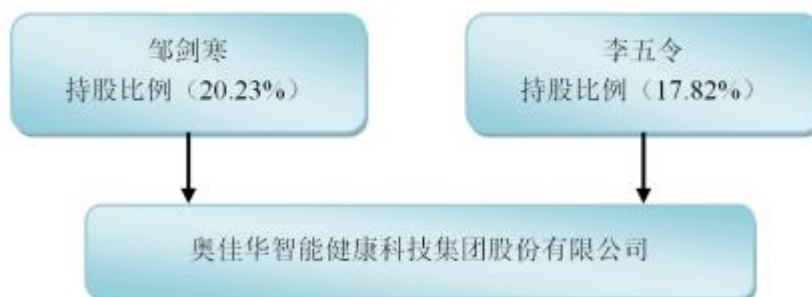 邹剑寒
持股比例（20.23%）
李五令
持股比例（17.82%）
奥佳华智能健康科技集团股份有限公司